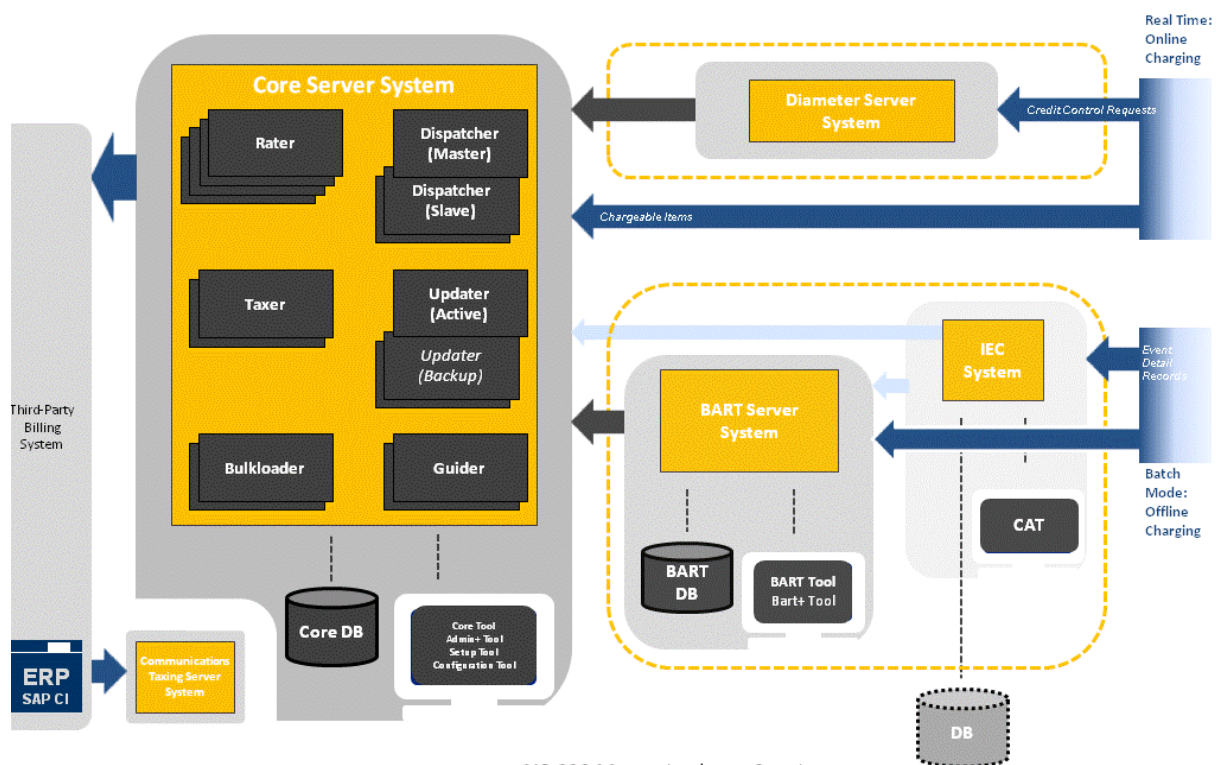 Real Time:
Online
Charging
Core Server System
Rater
Dispatcher
(Master)
Dispatcher
(Slave)
Taxer
Updater
(Active)
Updater
(Backup)
Bulkloader
Guider
Diameter Server
System
Credit Control Requests
Chargeable Items
IEC
System
Event
Detail
Records
BART Server
System
Batch
Mode:
Offline
Charging
CAT
BART
DB
BART Tool
Bart+ Tool
Third-Party
Billing
System
Core DB
Core Tool
Admin+ Tool
Setup Tool
Configuration Tool
ERP
SAP CI
Communications
Taxing Server
System
DB